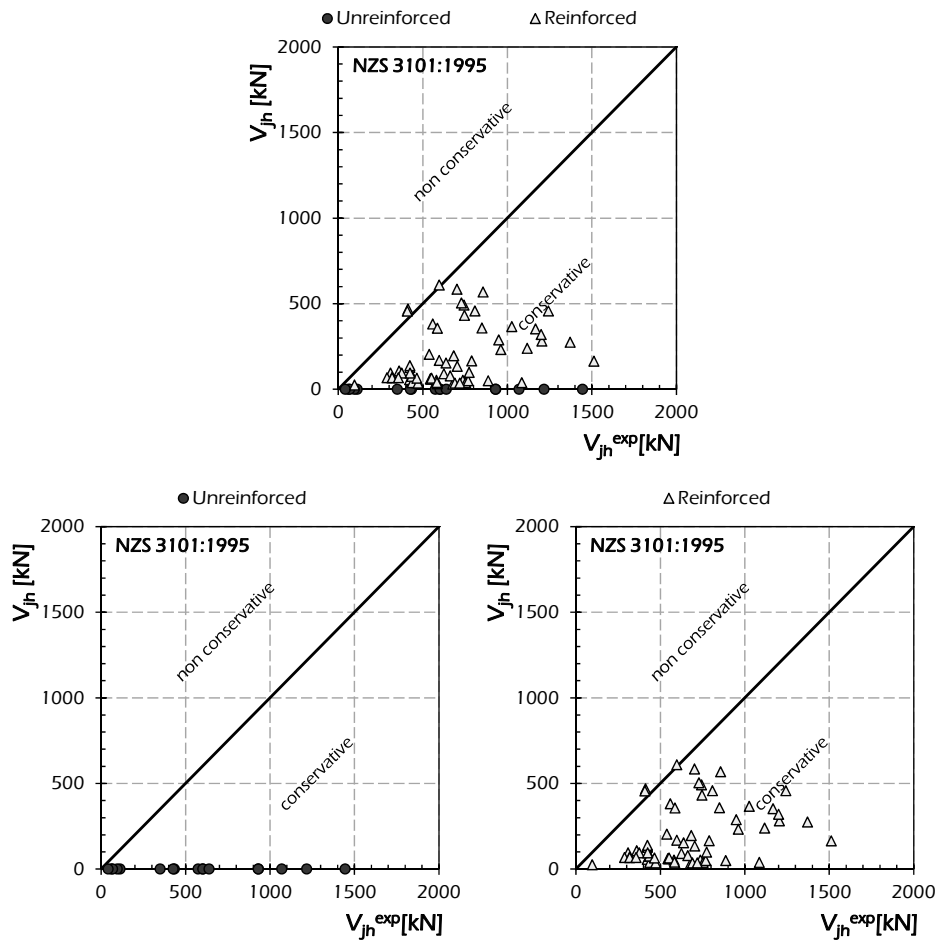 Unreinforced Reinforced
2000
NZS 3101:1995
V_jh [kN]
1500
non conservative
1000
conservative
500
0
0 500 1000 1500 2000
V_jh^exp[kN]
Unreinforced
2000
NZS 3101:1995
V_jh [kN]
1500
non conservative
1000
conservative
500
0
0 500 1000 1500 2000
V_jh^exp[kN]
Reinforced
2000
NZS 3101:1995
V_jh [kN]
1500
non conservative
1000
conservative
500
0
0 500 1000 1500 2000
V_jh^exp[kN]